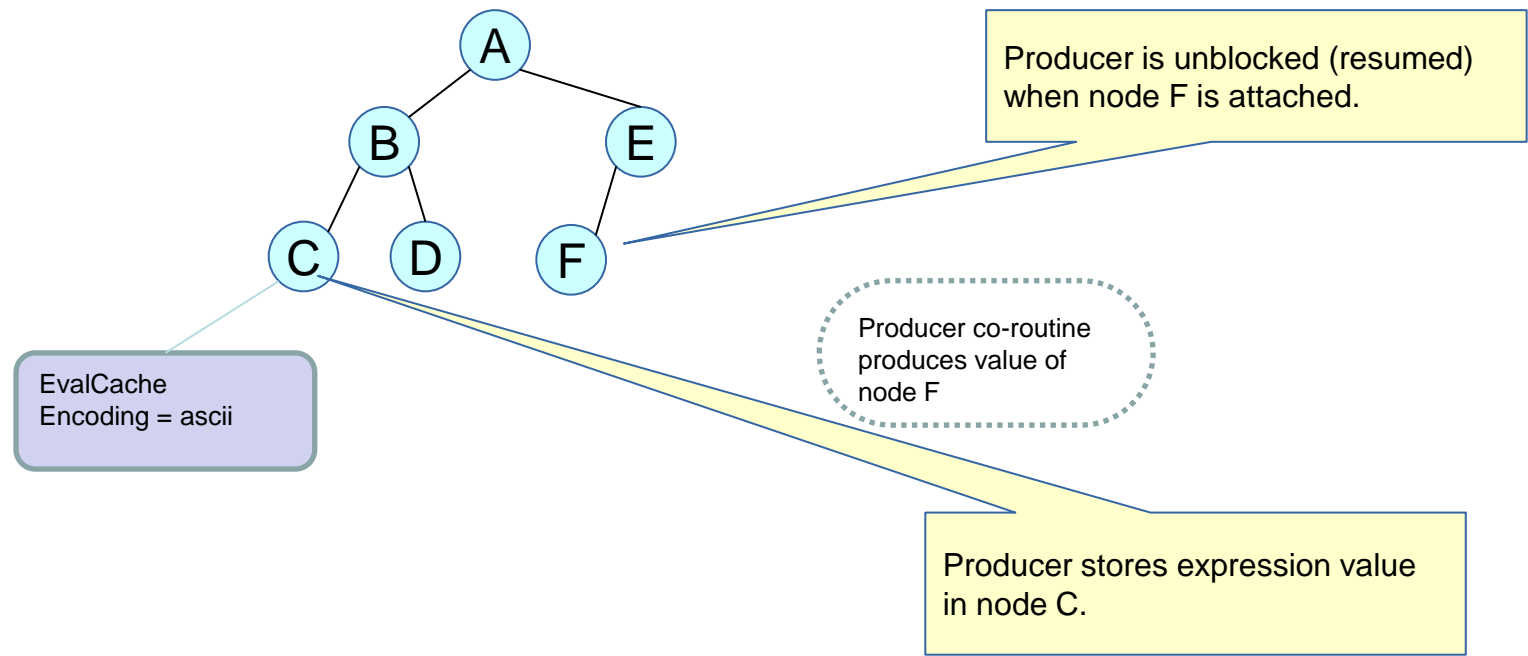 A
Producer is unblocked (resumed)
when node F is attached.
B
E
C
D
F
Producer co-routine
produces value of
node F
EvalCache
Encoding = ascii
Producer stores expression value
in node C.